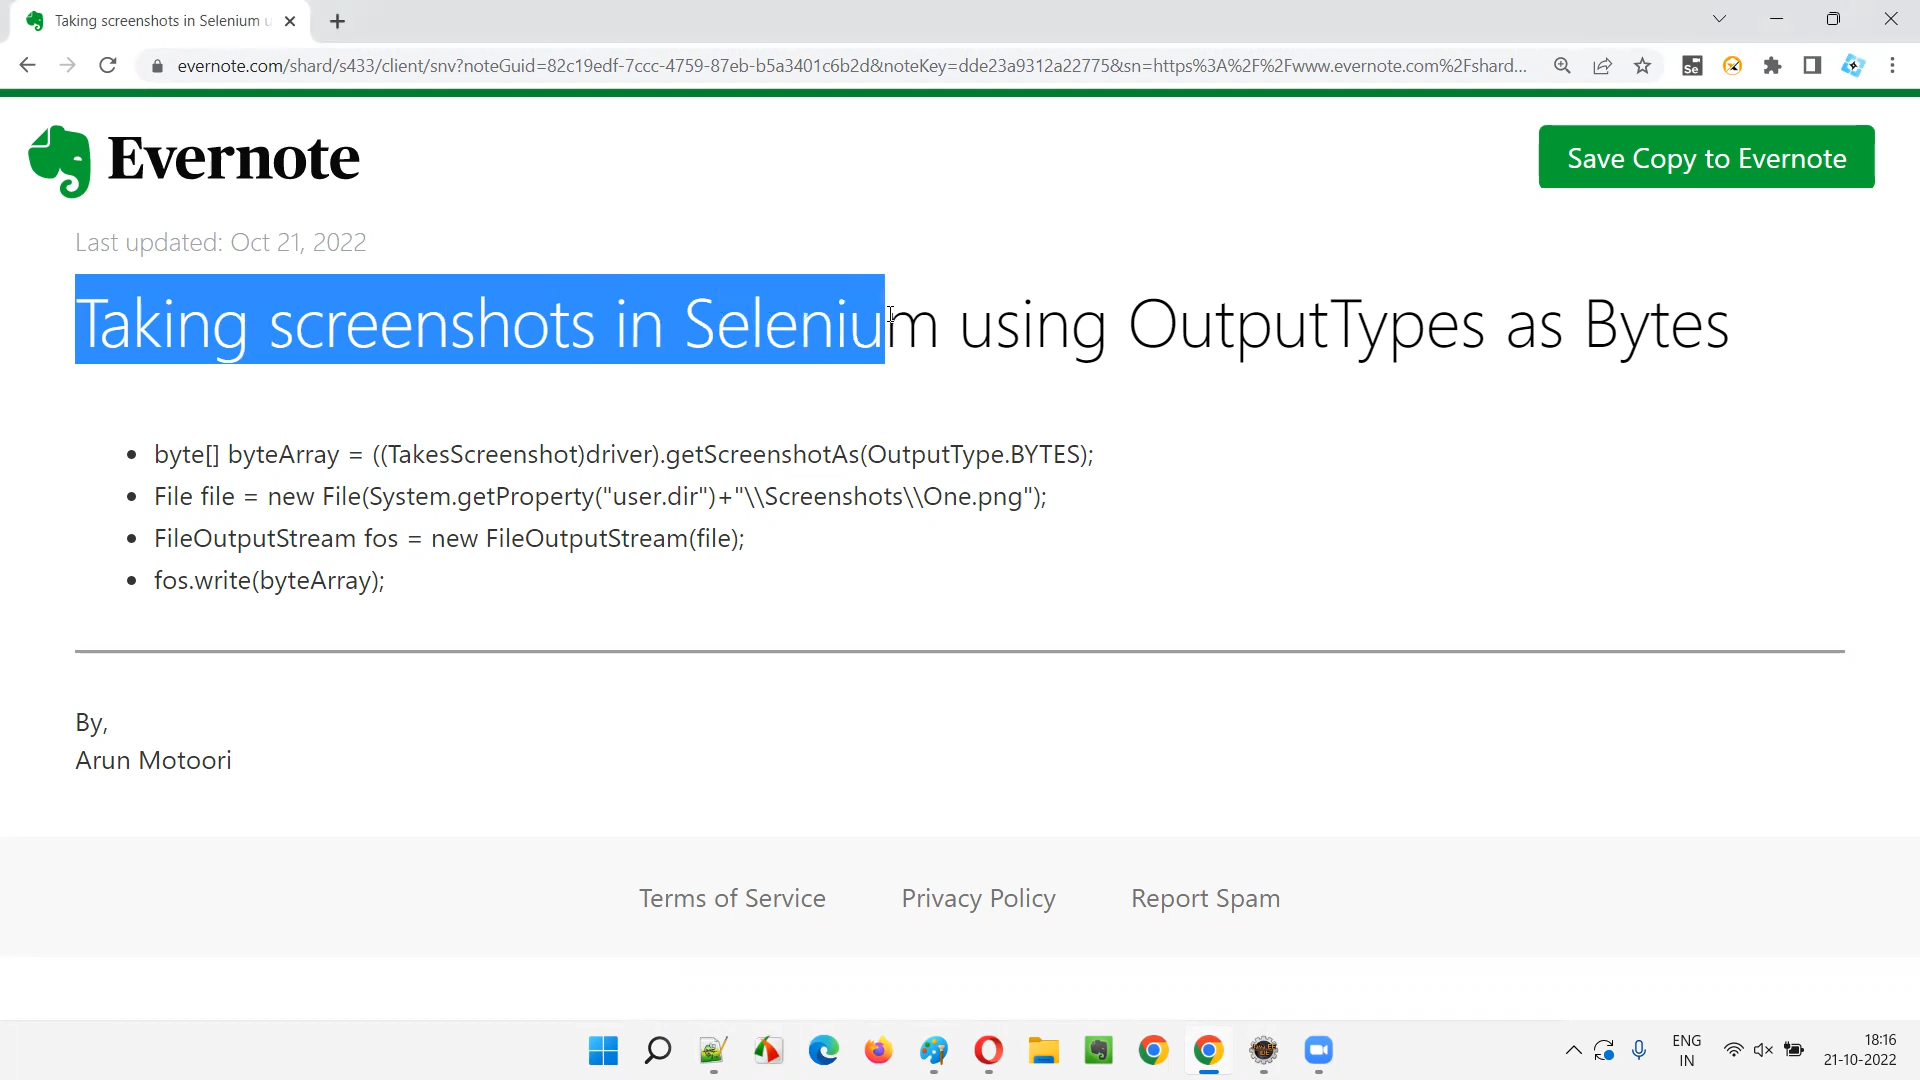 Taking screenshots in Selenium u
evernote.com/shard/s433/client/snv?noteGuid=82c19edf-7ccc-4759-87eb-b5a3401c6b2d&noteKey=dde23a9312a22775&sn=https%3A%2F%2Fwww.evernote.com%2Fshard...
Se
Evernote
Save Copy to Evernote
Last updated: Oct 21, 2022
Taking screenshots in Selenium using OutputTypes as Bytes
• byte[] byteArray = ((TakesScreenshot)driver).getScreenshotAs(OutputType.BYTES);
• File file = new File(System.getProperty("user.dir")+"\\Screenshots\\One.png");
• FileOutputStream fos = new FileOutputStream(file);
• fos.write(byteArray);
By,
Arun Motoori
Terms of Service Privacy Policy Report Spam
ENG
IN
18:16
21-10-2022